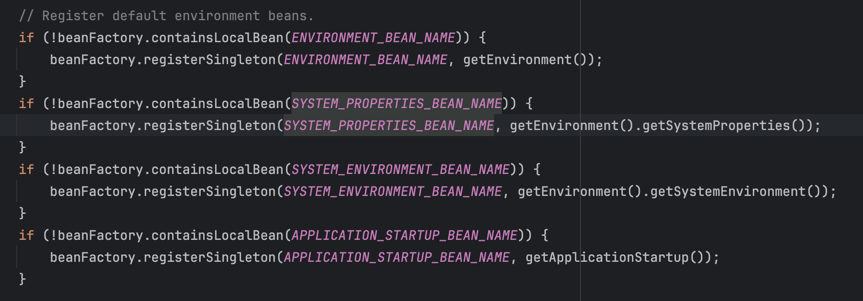 // Register default environment beans.
if (!beanFactory.containsLocalBean(ENVIRONMENT_BEAN_NAME)) {
    beanFactory.registerSingleton(ENVIRONMENT_BEAN_NAME, getEnvironment());
}
if (!beanFactory.containsLocalBean(SYSTEM_PROPERTIES_BEAN_NAME)) {
    beanFactory.registerSingleton(SYSTEM_PROPERTIES_BEAN_NAME, getEnvironment().getSystemProperties());
}
if (!beanFactory.containsLocalBean(SYSTEM_ENVIRONMENT_BEAN_NAME)) {
    beanFactory.registerSingleton(SYSTEM_ENVIRONMENT_BEAN_NAME, getEnvironment().getSystemEnvironment());
}
if (!beanFactory.containsLocalBean(APPLICATION_STARTUP_BEAN_NAME)) {
    beanFactory.registerSingleton(APPLICATION_STARTUP_BEAN_NAME, getApplicationStartup());
}